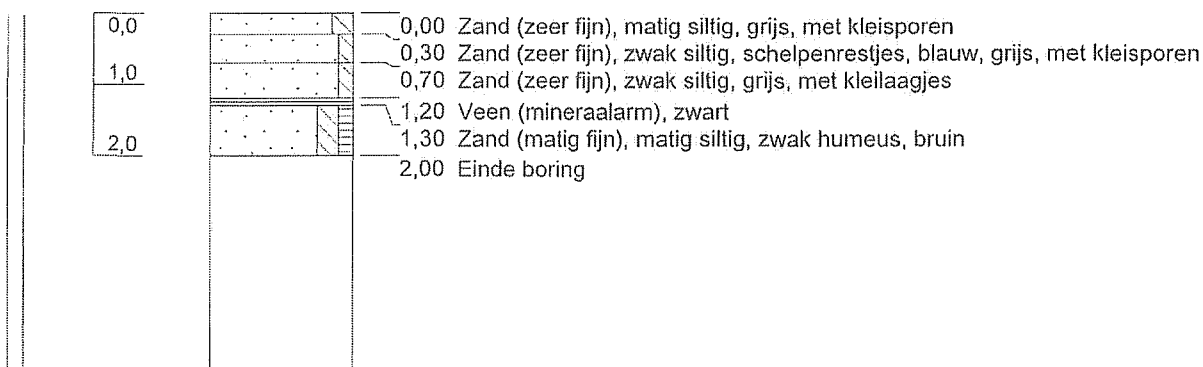 0,0 0,00 Zand (zeer fijn), matig siltig, grijs, met kleisporen
0,30 Zand (zeer fijn), zwak siltig, schelpenrestjes, blauw, grijs, met kleisporen
1,0 0,70 Zand (zeer fijn), zwak siltig, grijs, met kleilaagjes
1,20 Veen (mineraalarm), zwart
2,0 1,30 Zand (matig fijn), matig siltig, zwak humeus, bruin
2,00 Einde boring